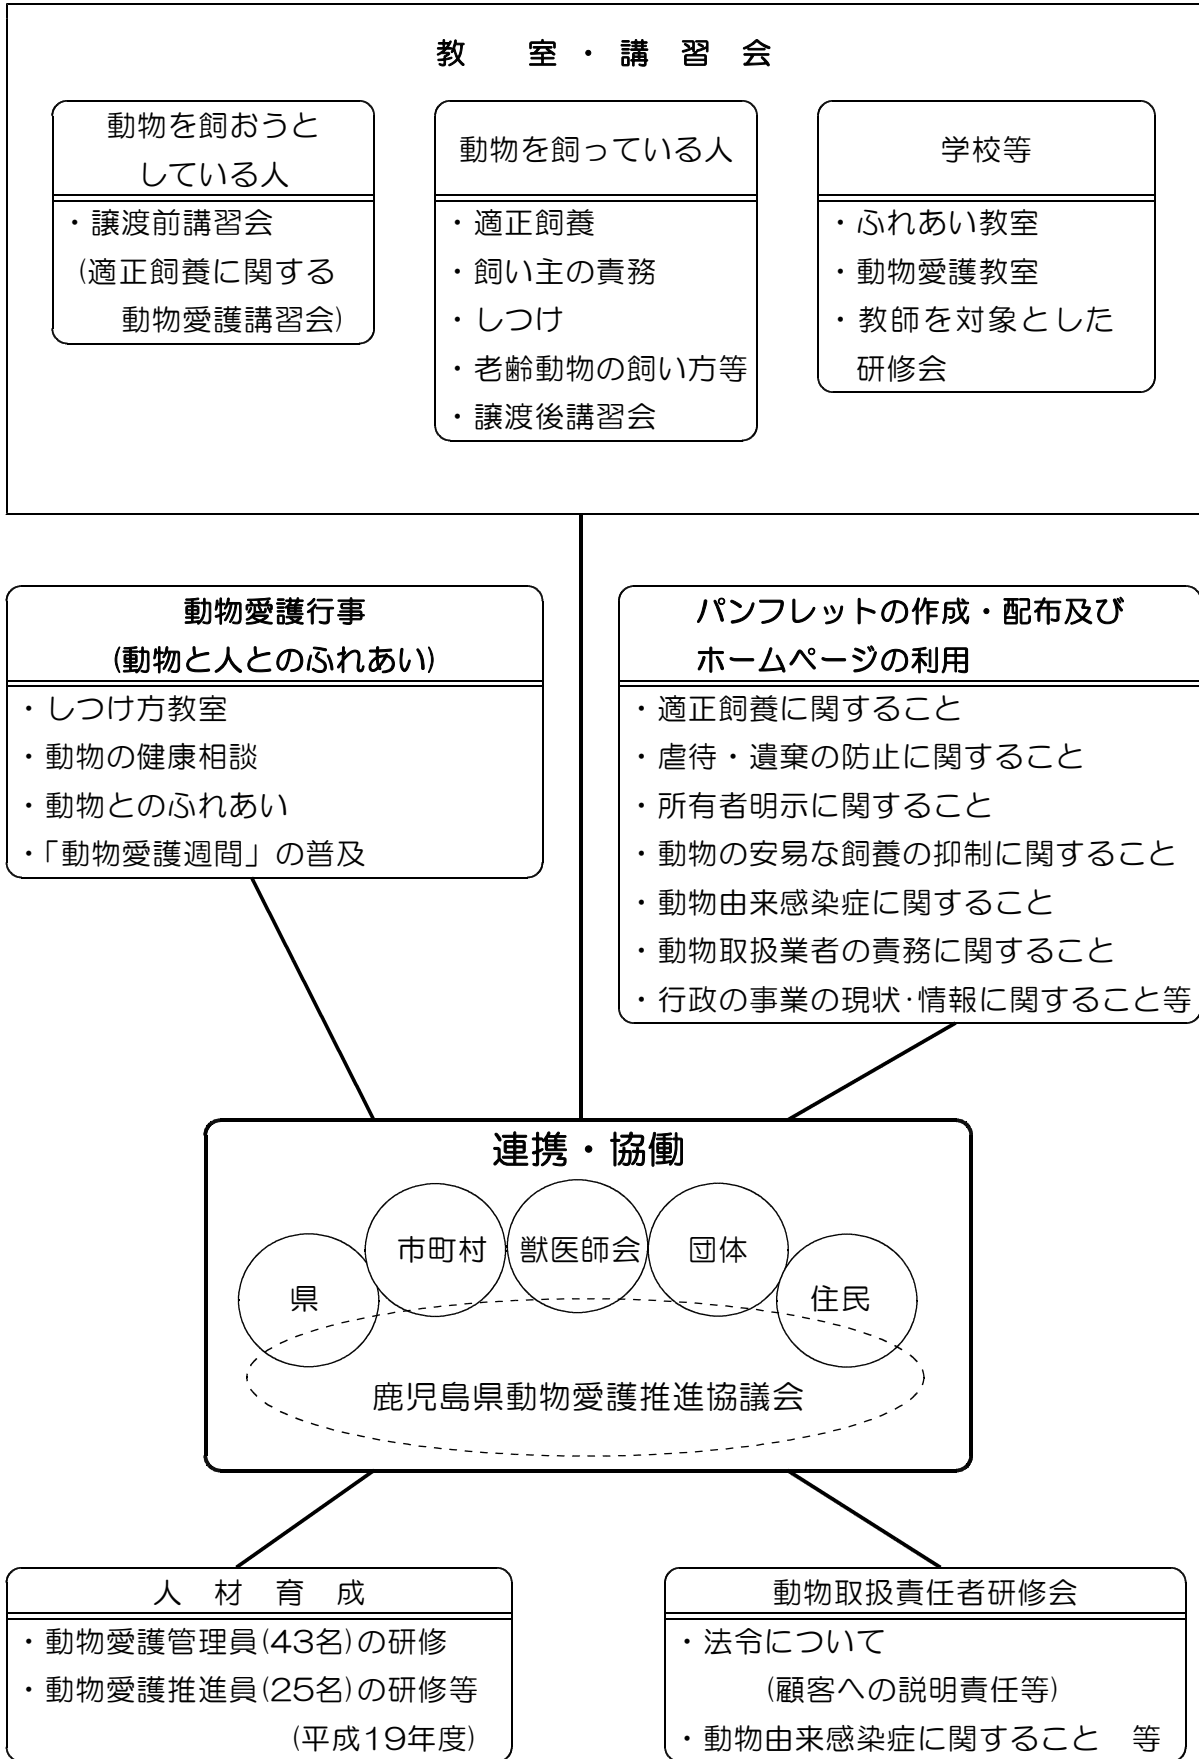 教 室・講 習 会
動物を飼おうと
している人
・譲渡前講習会
(適正飼養に関する
動物愛護講習会)
動物を飼っている人
・適正飼養
・飼い主の責務
・しつけ
・老齢動物の飼い方等
・譲渡後講習会
学校等
・ふれあい教室
・動物愛護教室
・教師を対象とした
研修会
動物愛護行事
(動物と人とのふれあい)
・しつけ方教室
・動物の健康相談
・動物とのふれあい
・「動物愛護週間」の普及
パンフレットの作成・配布及び
ホームページの利用
・適正飼養に関すること
・虐待・遺棄の防止に関すること
・所有者明示に関すること
・動物の安易な飼養の抑制に関すること
・動物由来感染症に関すること
・動物取扱業者の責務に関すること
・行政の事業の現状・情報に関すること等
連携・協働
県
市町村
獣医師会
団体
住民
鹿児島県動物愛護推進協議会
人 材 育 成
・動物愛護管理員(43名)の研修
・動物愛護推進員(25名)の研修等
(平成19年度)
動物取扱責任者研修会
・法令について
(顧客への説明責任等)
・動物由来感染症に関すること 等